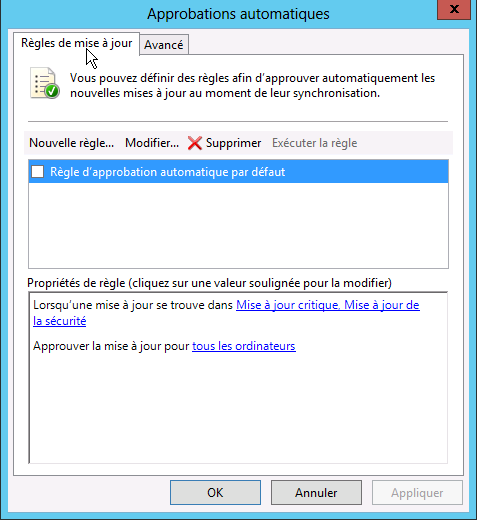 Approbations automatiques
x
Règles de mise à jour Avancé
Vous pouvez définir des règles afin d'approuver automatiquement les
nouvelles mises à jour au moment de leur synchronisation.
Nouvelle règle... Modifier... Supprimer Exécuter la règle
Règle d'approbation automatique par défaut
Propriétés de règle (cliquez sur une valeur soulignée pour la modifier)
Lorsqu'une mise à jour se trouve dans Mise à jour critique, Mise à jour de
la sécurité
Approuver la mise à jour pour tous les ordinateurs
OK Annuler Appliquer